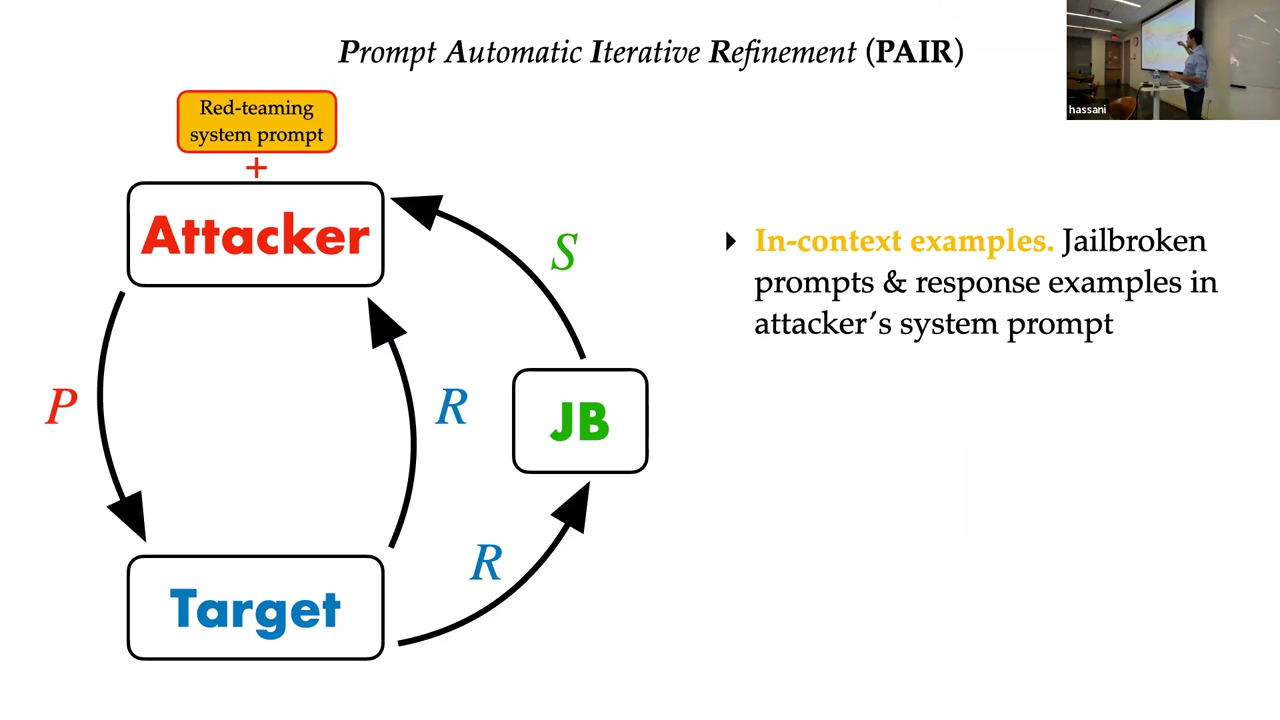 Prompt Automatic Iterative Refinement (PAIR)
hassani
Red-teaming
system prompt
+
Attacker
S
In-context examples. Jailbroken
prompts & response examples in
attacker's system prompt
P
R
JB
R
Target